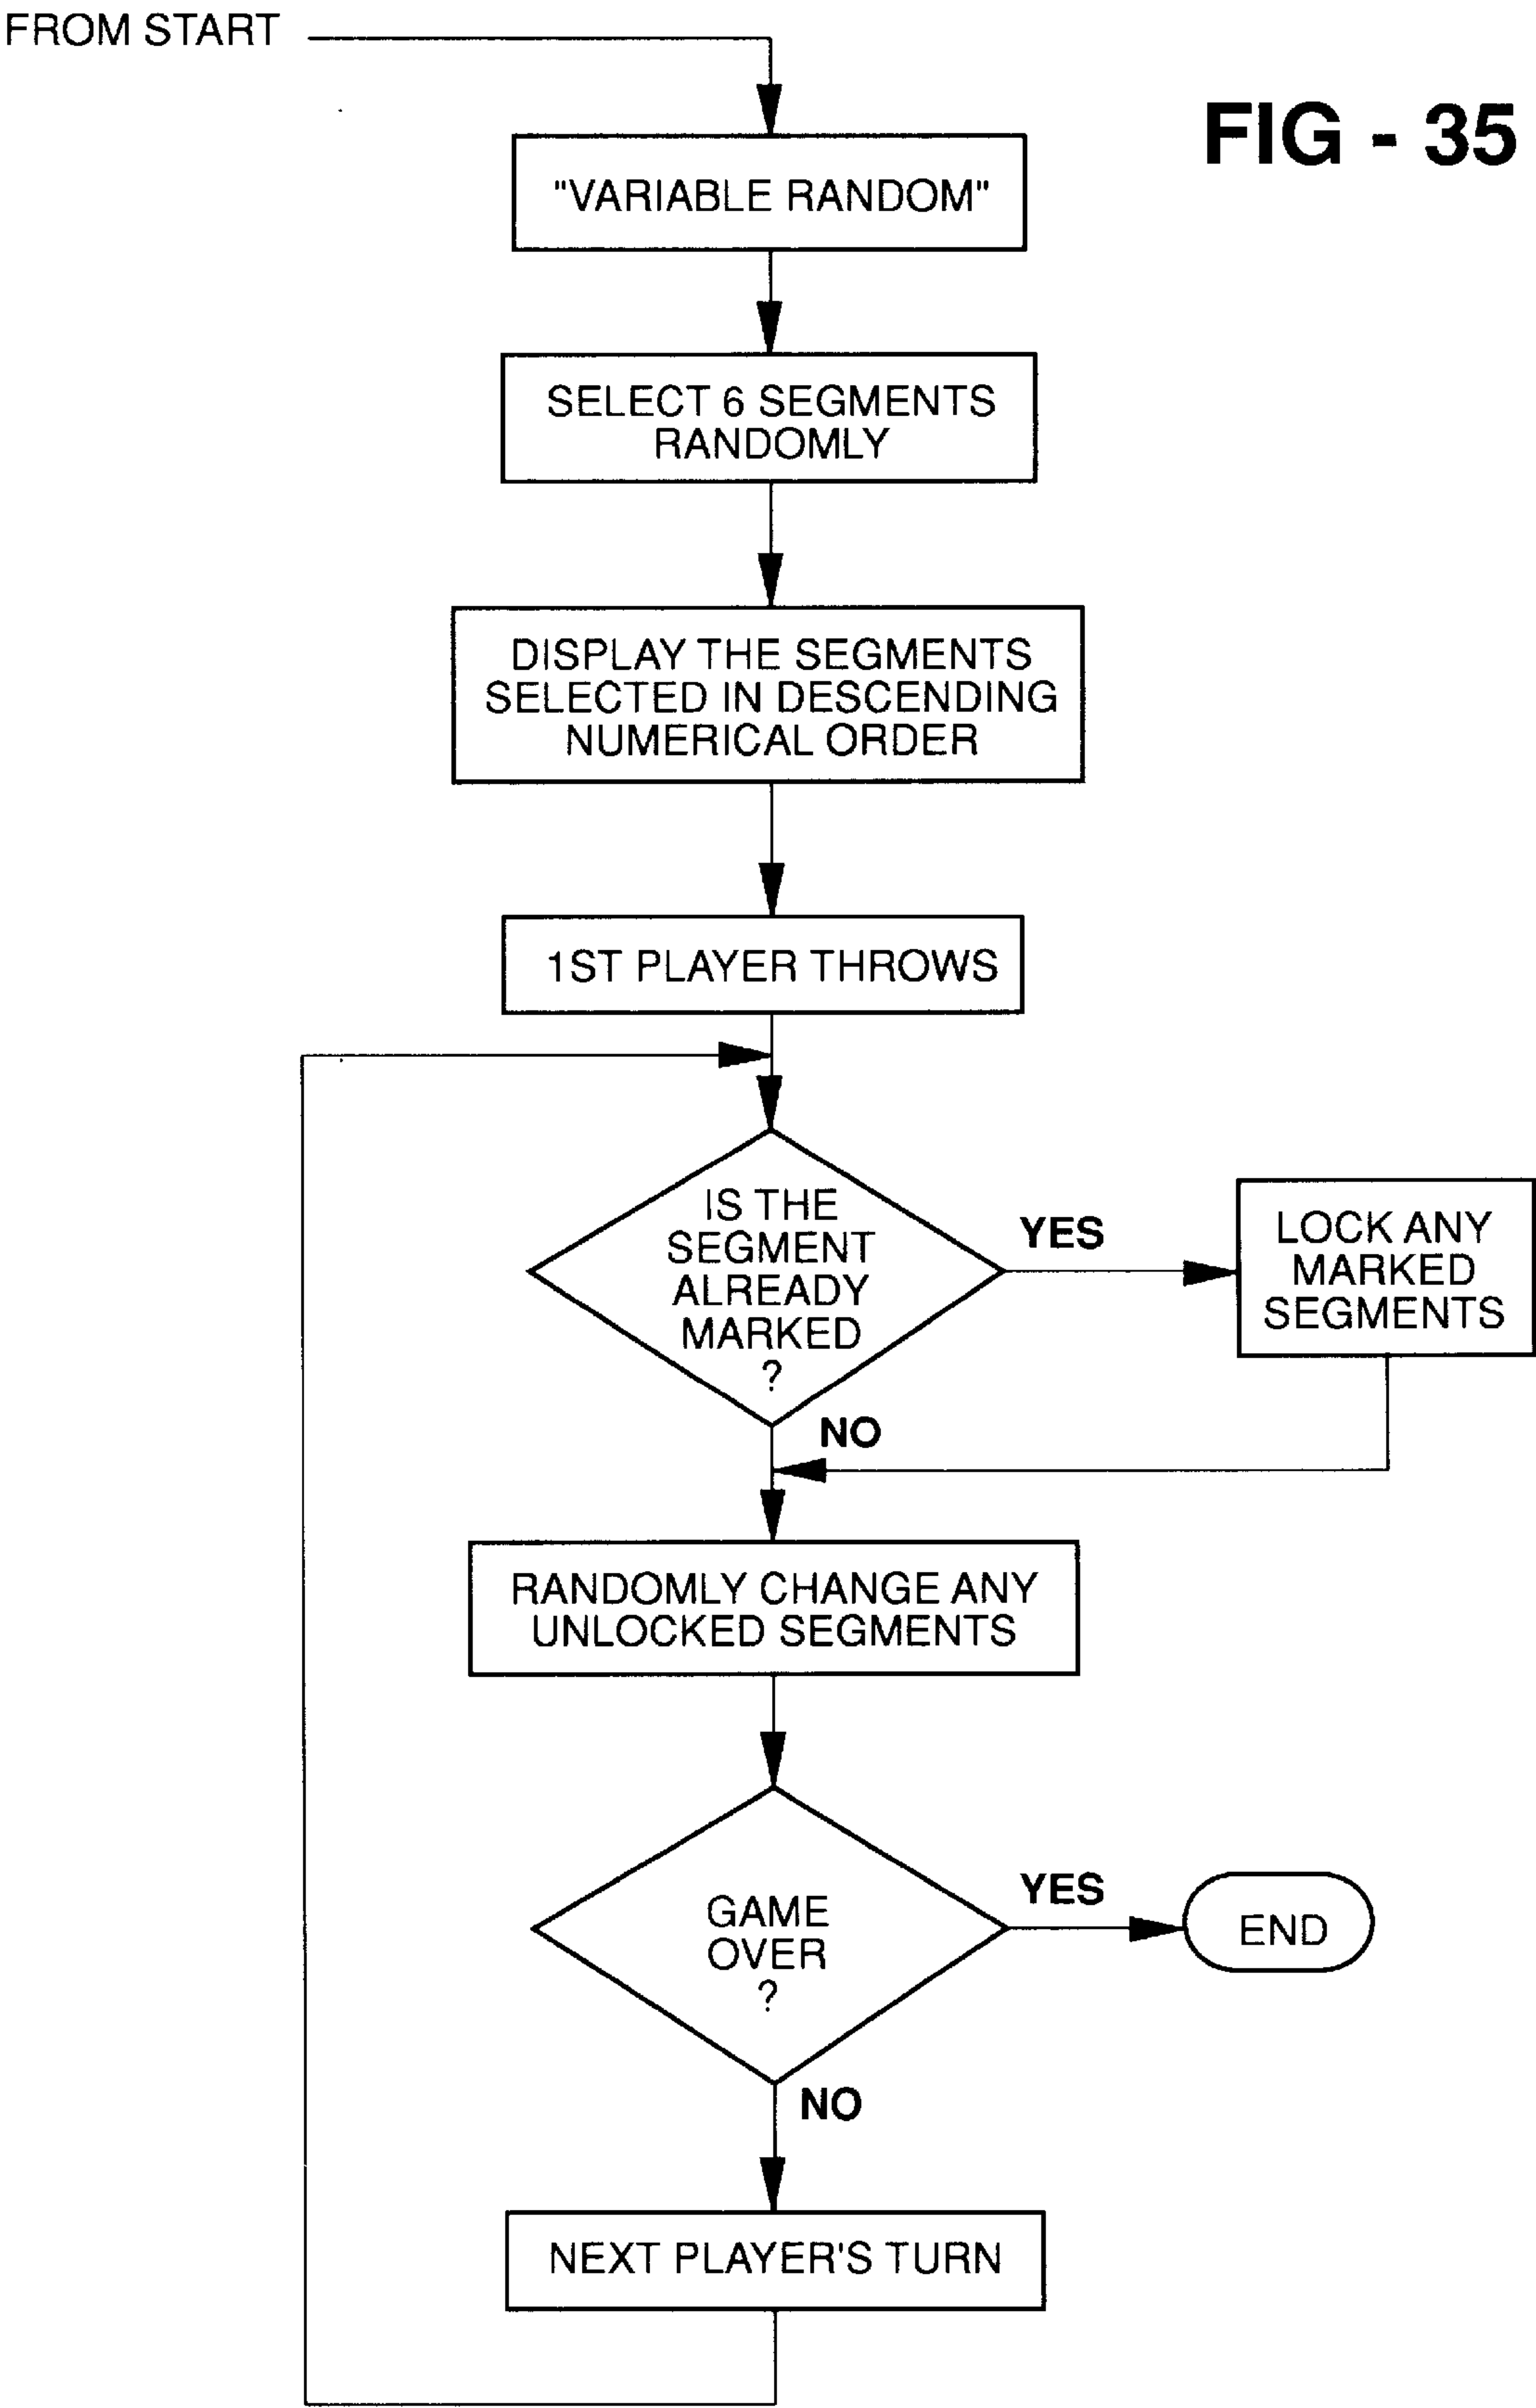 FROM START
FIG - 35
"VARIABLE RANDOM"
SELECT 6 SEGMENTS
RANDOMLY
DISPLAY THE SEGMENTS
SELECTED IN DESCENDING
NUMERICAL ORDER
1ST PLAYER THROWS
IS THE
SEGMENT
ALREADY
MARKED
?
YES
LOCK ANY
MARKED
SEGMENTS
NO
RANDOMLY CHANGE ANY
UNLOCKED SEGMENTS
GAME
OVER
?
YES
END
NO
NEXT PLAYER'S TURN